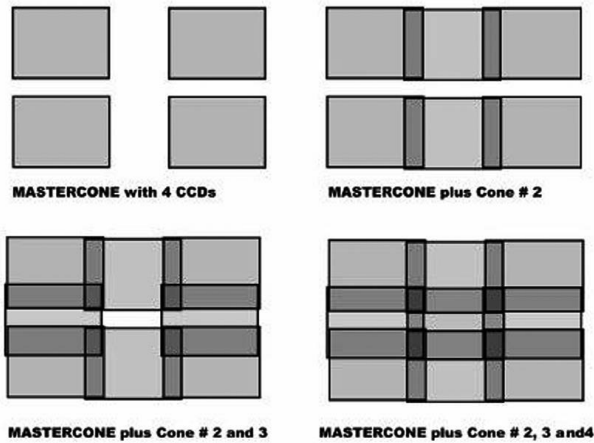 MASTERCONE with 4 CCDs
MASTERCONE plus Cone # 2
MASTERCONE plus Cone # 2 and 3
MASTERCONE plus Cone # 2, 3 and4